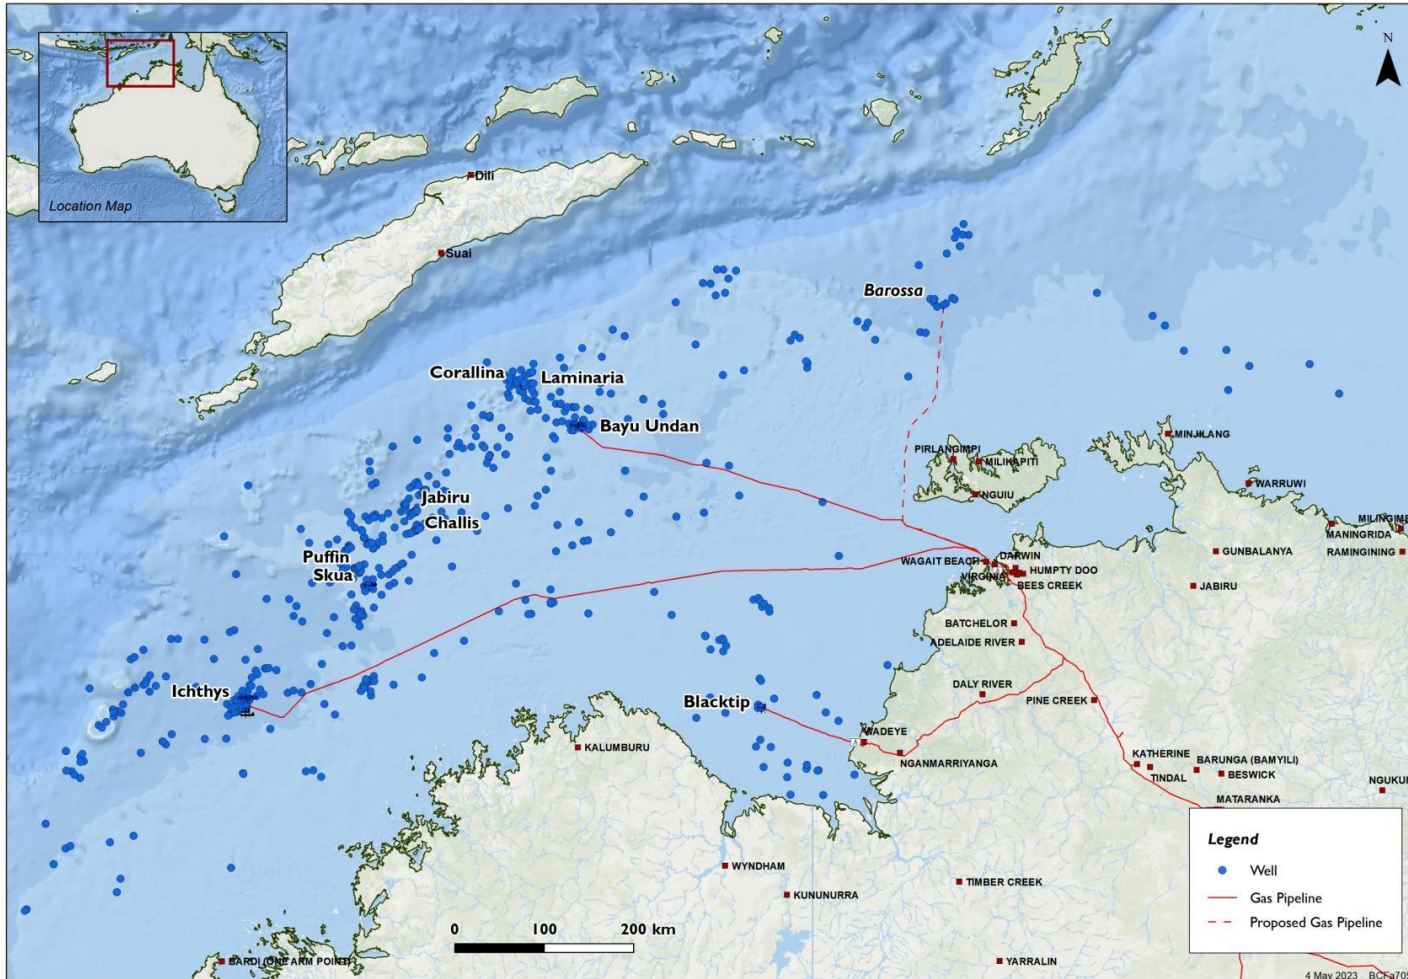 N
Location Map
Dili
Suai
Barossa
Corallina
Laminaria
Bayu Undan
MINJILANG
PIRLANGIMPI
MILIKAPITI
NGUIU
WARRUWI
Jabiru
Challis
MILINGIMB
MANINGRIDA
RAMINGINING
GUNBALANYA
Puffin
Skua
WAGAIT BEACH
DARWIN
VIRGINIA
HUMPTY DOO
BEES CREEK
JABIRU
BATCHELOR
ADELAIDE RIVER
Ichthys
DALY RIVER
Blacktip
PINE CREEK
WADEYE
KALUMBURU
NGANMARRIYANGA
KATHERINE
TINDAL
BARUNGA (BAMYILI)
BESWICK
NGUKUR
MATARANKA
Legend
Well
Gas Pipeline
Proposed Gas Pipeline
WYNDHAM
KUNUNURRA
TIMBER CREEK
0 100 200 km
BARDI (ONE ARM POINT)
YARRALIN
4 May 2023 BCFa705